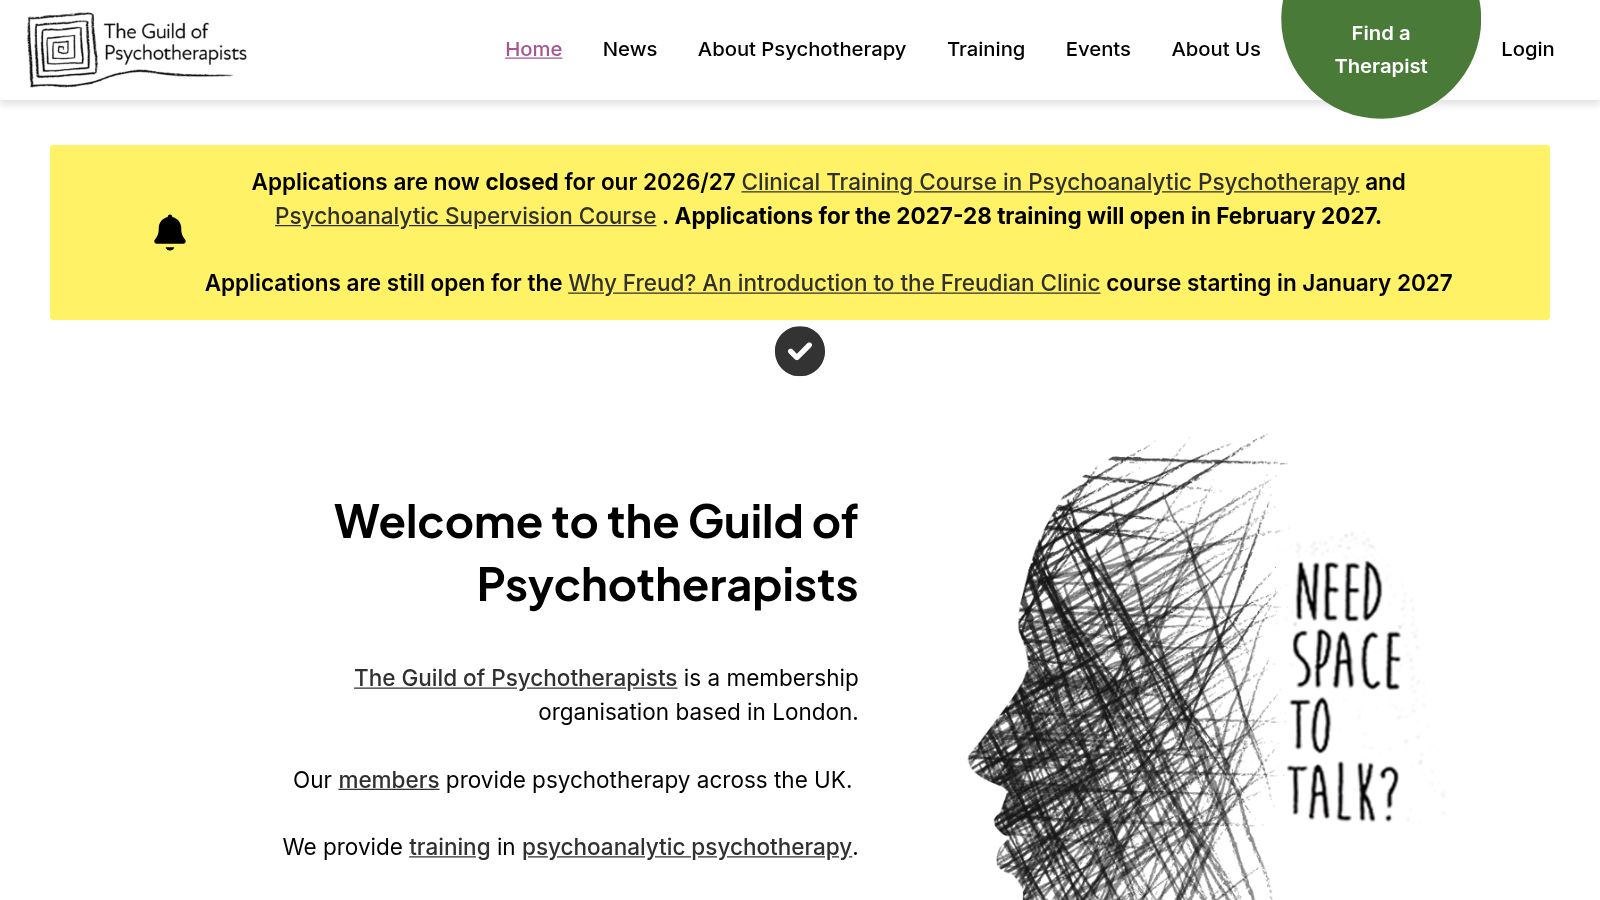 The Guild of
Psychotherapists
Home
News
About Psychotherapy
Training
Events
About Us
Find a
Therapist
Login
Applications are now closed for our 2026/27 Clinical Training Course in Psychoanalytic Psychotherapy and
Psychoanalytic Supervision Course . Applications for the 2027-28 training will open in February 2027.
Applications are still open for the Why Freud? An introduction to the Freudian Clinic course starting in January 2027
Welcome to the Guild of
Psychotherapists
The Guild of Psychotherapists is a membership
organisation based in London.
Our members provide psychotherapy across the UK.
We provide training in psychoanalytic psychotherapy.
NEED
SPACE
TO
TALK?